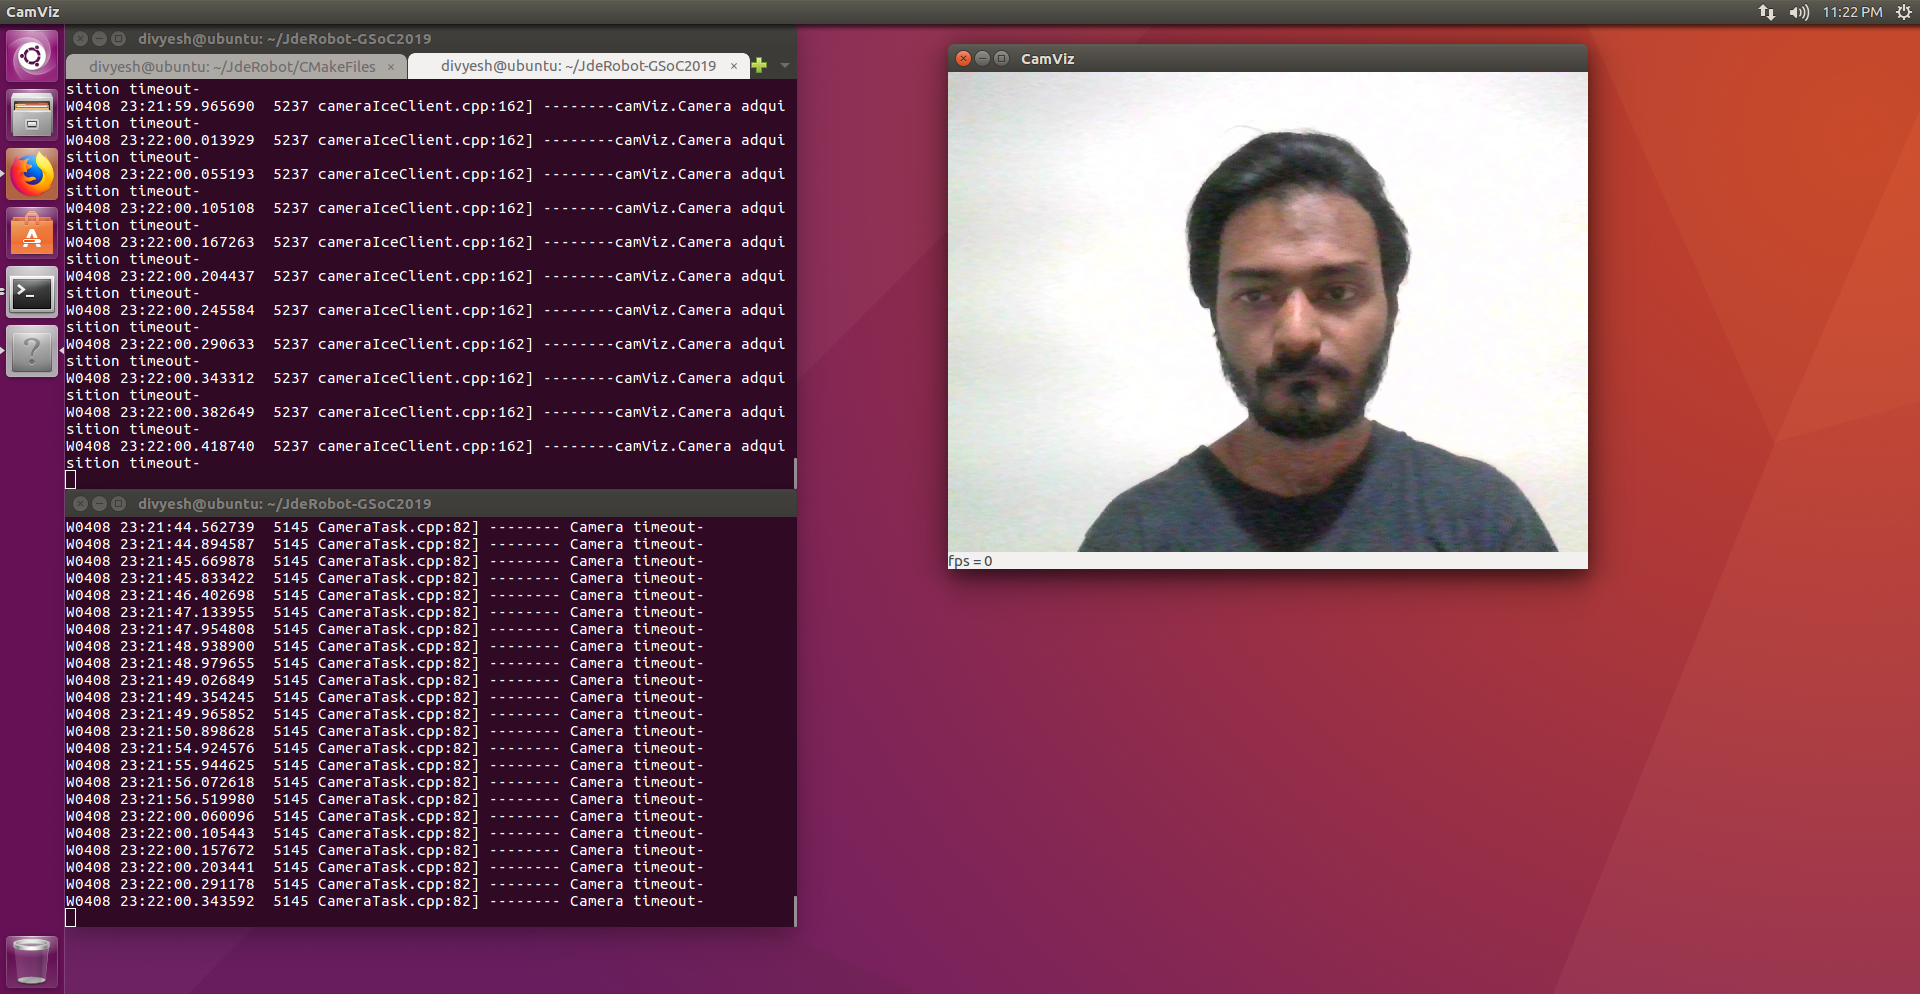 CamViz
11:22 PM
divyesh@ubuntu: ~/JdeRobot-GSoC2019
divyesh@ubuntu: ~/JdeRobot/CMakeFiles ×
divyesh@ubuntu: ~/JdeRobot-GSoC2019 ×
sition timeout-
W0408 23:21:59.965690  5237 cameraIceClient.cpp:162] --------camViz.Camera adqui
sition timeout-
W0408 23:22:00.013929  5237 cameraIceClient.cpp:162] --------camViz.Camera adqui
sition timeout-
W0408 23:22:00.055193  5237 cameraIceClient.cpp:162] --------camViz.Camera adqui
sition timeout-
W0408 23:22:00.105108  5237 cameraIceClient.cpp:162] --------camViz.Camera adqui
sition timeout-
W0408 23:22:00.167263  5237 cameraIceClient.cpp:162] --------camViz.Camera adqui
sition timeout-
W0408 23:22:00.204437  5237 cameraIceClient.cpp:162] --------camViz.Camera adqui
sition timeout-
W0408 23:22:00.245584  5237 cameraIceClient.cpp:162] --------camViz.Camera adqui
sition timeout-
W0408 23:22:00.290633  5237 cameraIceClient.cpp:162] --------camViz.Camera adqui
sition timeout-
W0408 23:22:00.343312  5237 cameraIceClient.cpp:162] --------camViz.Camera adqui
sition timeout-
W0408 23:22:00.382649  5237 cameraIceClient.cpp:162] --------camViz.Camera adqui
sition timeout-
W0408 23:22:00.418740  5237 cameraIceClient.cpp:162] --------camViz.Camera adqui
sition timeout-
divyesh@ubuntu: ~/JdeRobot-GSoC2019
W0408 23:21:44.562739  5145 CameraTask.cpp:82] -------- Camera timeout-
W0408 23:21:44.894587  5145 CameraTask.cpp:82] -------- Camera timeout-
W0408 23:21:45.669878  5145 CameraTask.cpp:82] -------- Camera timeout-
W0408 23:21:45.833422  5145 CameraTask.cpp:82] -------- Camera timeout-
W0408 23:21:46.402698  5145 CameraTask.cpp:82] -------- Camera timeout-
W0408 23:21:47.133955  5145 CameraTask.cpp:82] -------- Camera timeout-
W0408 23:21:47.954808  5145 CameraTask.cpp:82] -------- Camera timeout-
W0408 23:21:48.938900  5145 CameraTask.cpp:82] -------- Camera timeout-
W0408 23:21:48.979655  5145 CameraTask.cpp:82] -------- Camera timeout-
W0408 23:21:49.026849  5145 CameraTask.cpp:82] -------- Camera timeout-
W0408 23:21:49.354245  5145 CameraTask.cpp:82] -------- Camera timeout-
W0408 23:21:49.965852  5145 CameraTask.cpp:82] -------- Camera timeout-
W0408 23:21:50.898628  5145 CameraTask.cpp:82] -------- Camera timeout-
W0408 23:21:54.924576  5145 CameraTask.cpp:82] -------- Camera timeout-
W0408 23:21:55.944625  5145 CameraTask.cpp:82] -------- Camera timeout-
W0408 23:21:56.072618  5145 CameraTask.cpp:82] -------- Camera timeout-
W0408 23:21:56.519980  5145 CameraTask.cpp:82] -------- Camera timeout-
W0408 23:22:00.060096  5145 CameraTask.cpp:82] -------- Camera timeout-
W0408 23:22:00.105443  5145 CameraTask.cpp:82] -------- Camera timeout-
W0408 23:22:00.157672  5145 CameraTask.cpp:82] -------- Camera timeout-
W0408 23:22:00.203441  5145 CameraTask.cpp:82] -------- Camera timeout-
W0408 23:22:00.291178  5145 CameraTask.cpp:82] -------- Camera timeout-
W0408 23:22:00.343592  5145 CameraTask.cpp:82] -------- Camera timeout-
CamViz
fps = 0